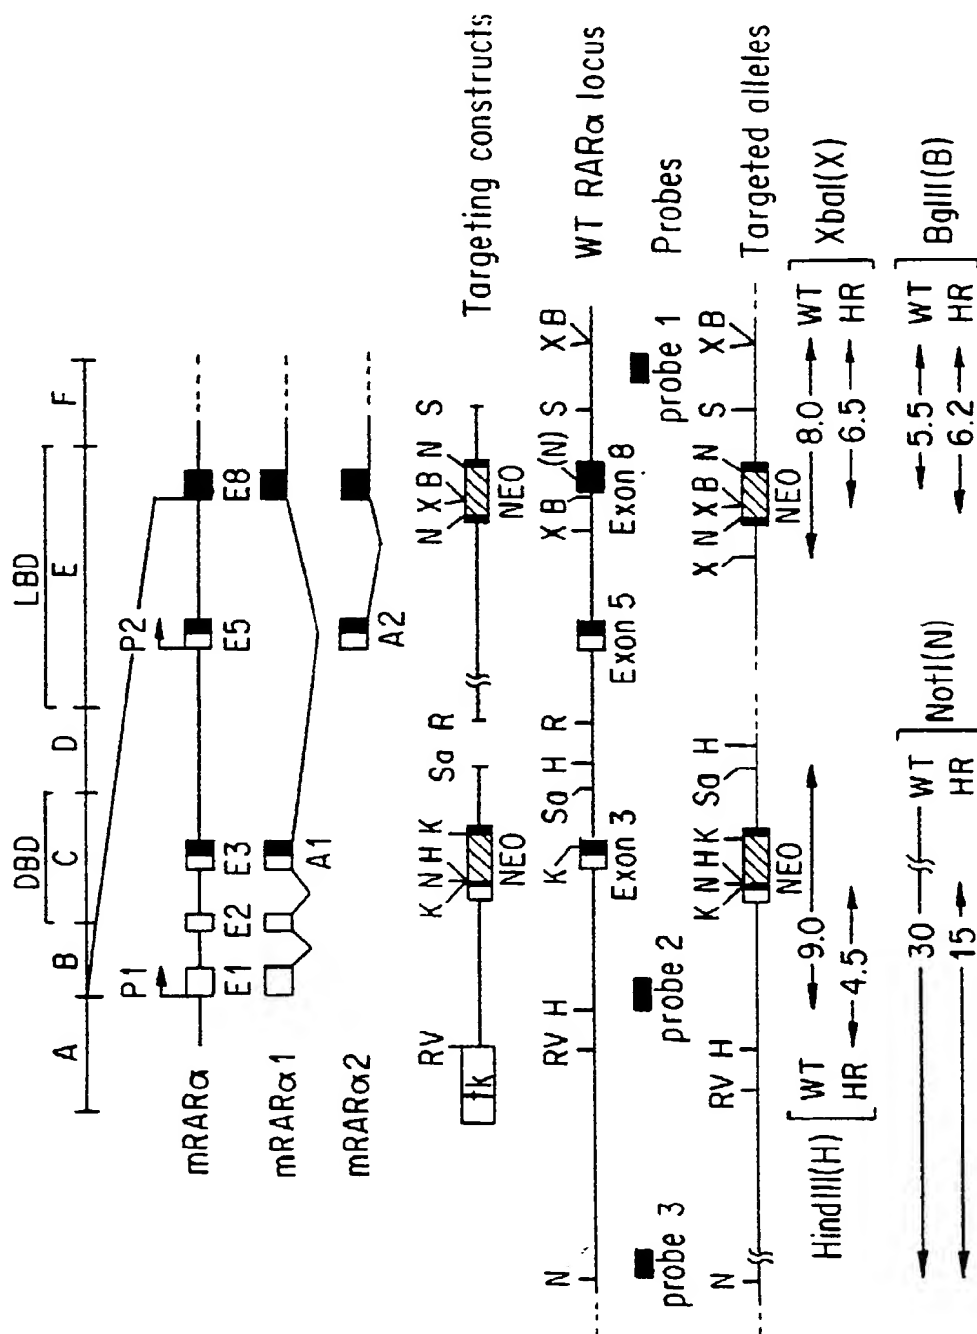 LBD
DBD
A B C D E F
P1 P2
mRARα
E1 E2 E3 E5 E8
mRARα1
A1
mRARα2
A2
RV K N H K Sa R N X B N S
tk
NEO NEO
Targeting constructs
N RV H K Sa H R X B (N) S X B
Exon 3 Exon 5 Exon 8
WT RARα locus
probe 3 probe 2 probe 1
Probes
N RV H K N H K Sa H X N X B N S X B
NEO NEO
Targeted alleles
HindIII(H) WT 9.0
HR 4.5
8.0 WT XbaI(X)
6.5 HR
30 WT NotI(N)
15 HR
5.5 WT BglII(B)
6.2 HR